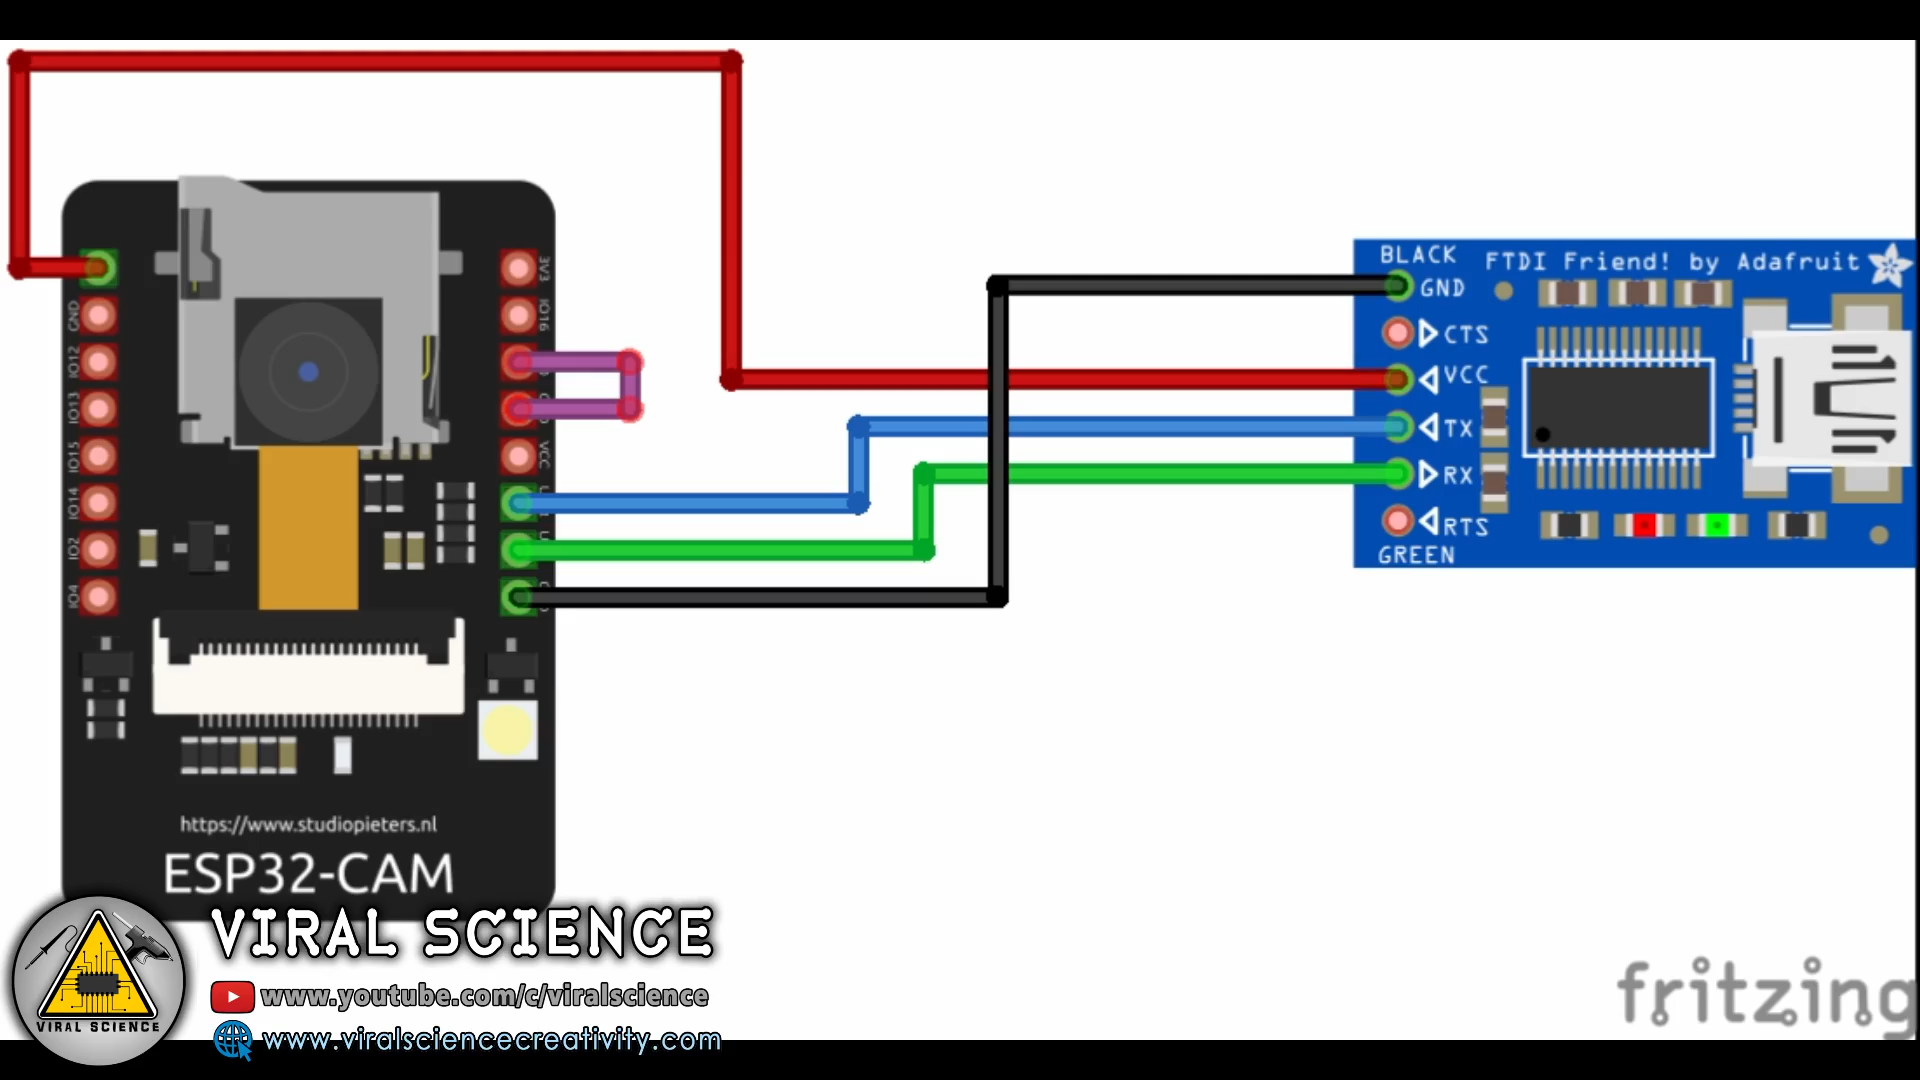 GND
IO12
IO13
IO15
IO14
IO2
IO4
3V3
IO16
VCC
https://www.studiopieters.nl
ESP32-CAM
BLACK
FTDI Friend! by Adafruit
GND
CTS
VCC
TX
RX
RTS
GREEN
VIRAL SCIENCE
VIRAL SCIENCE
www.youtube.com/c/viralscience
www.viralsciencecreativity.com
fritzing